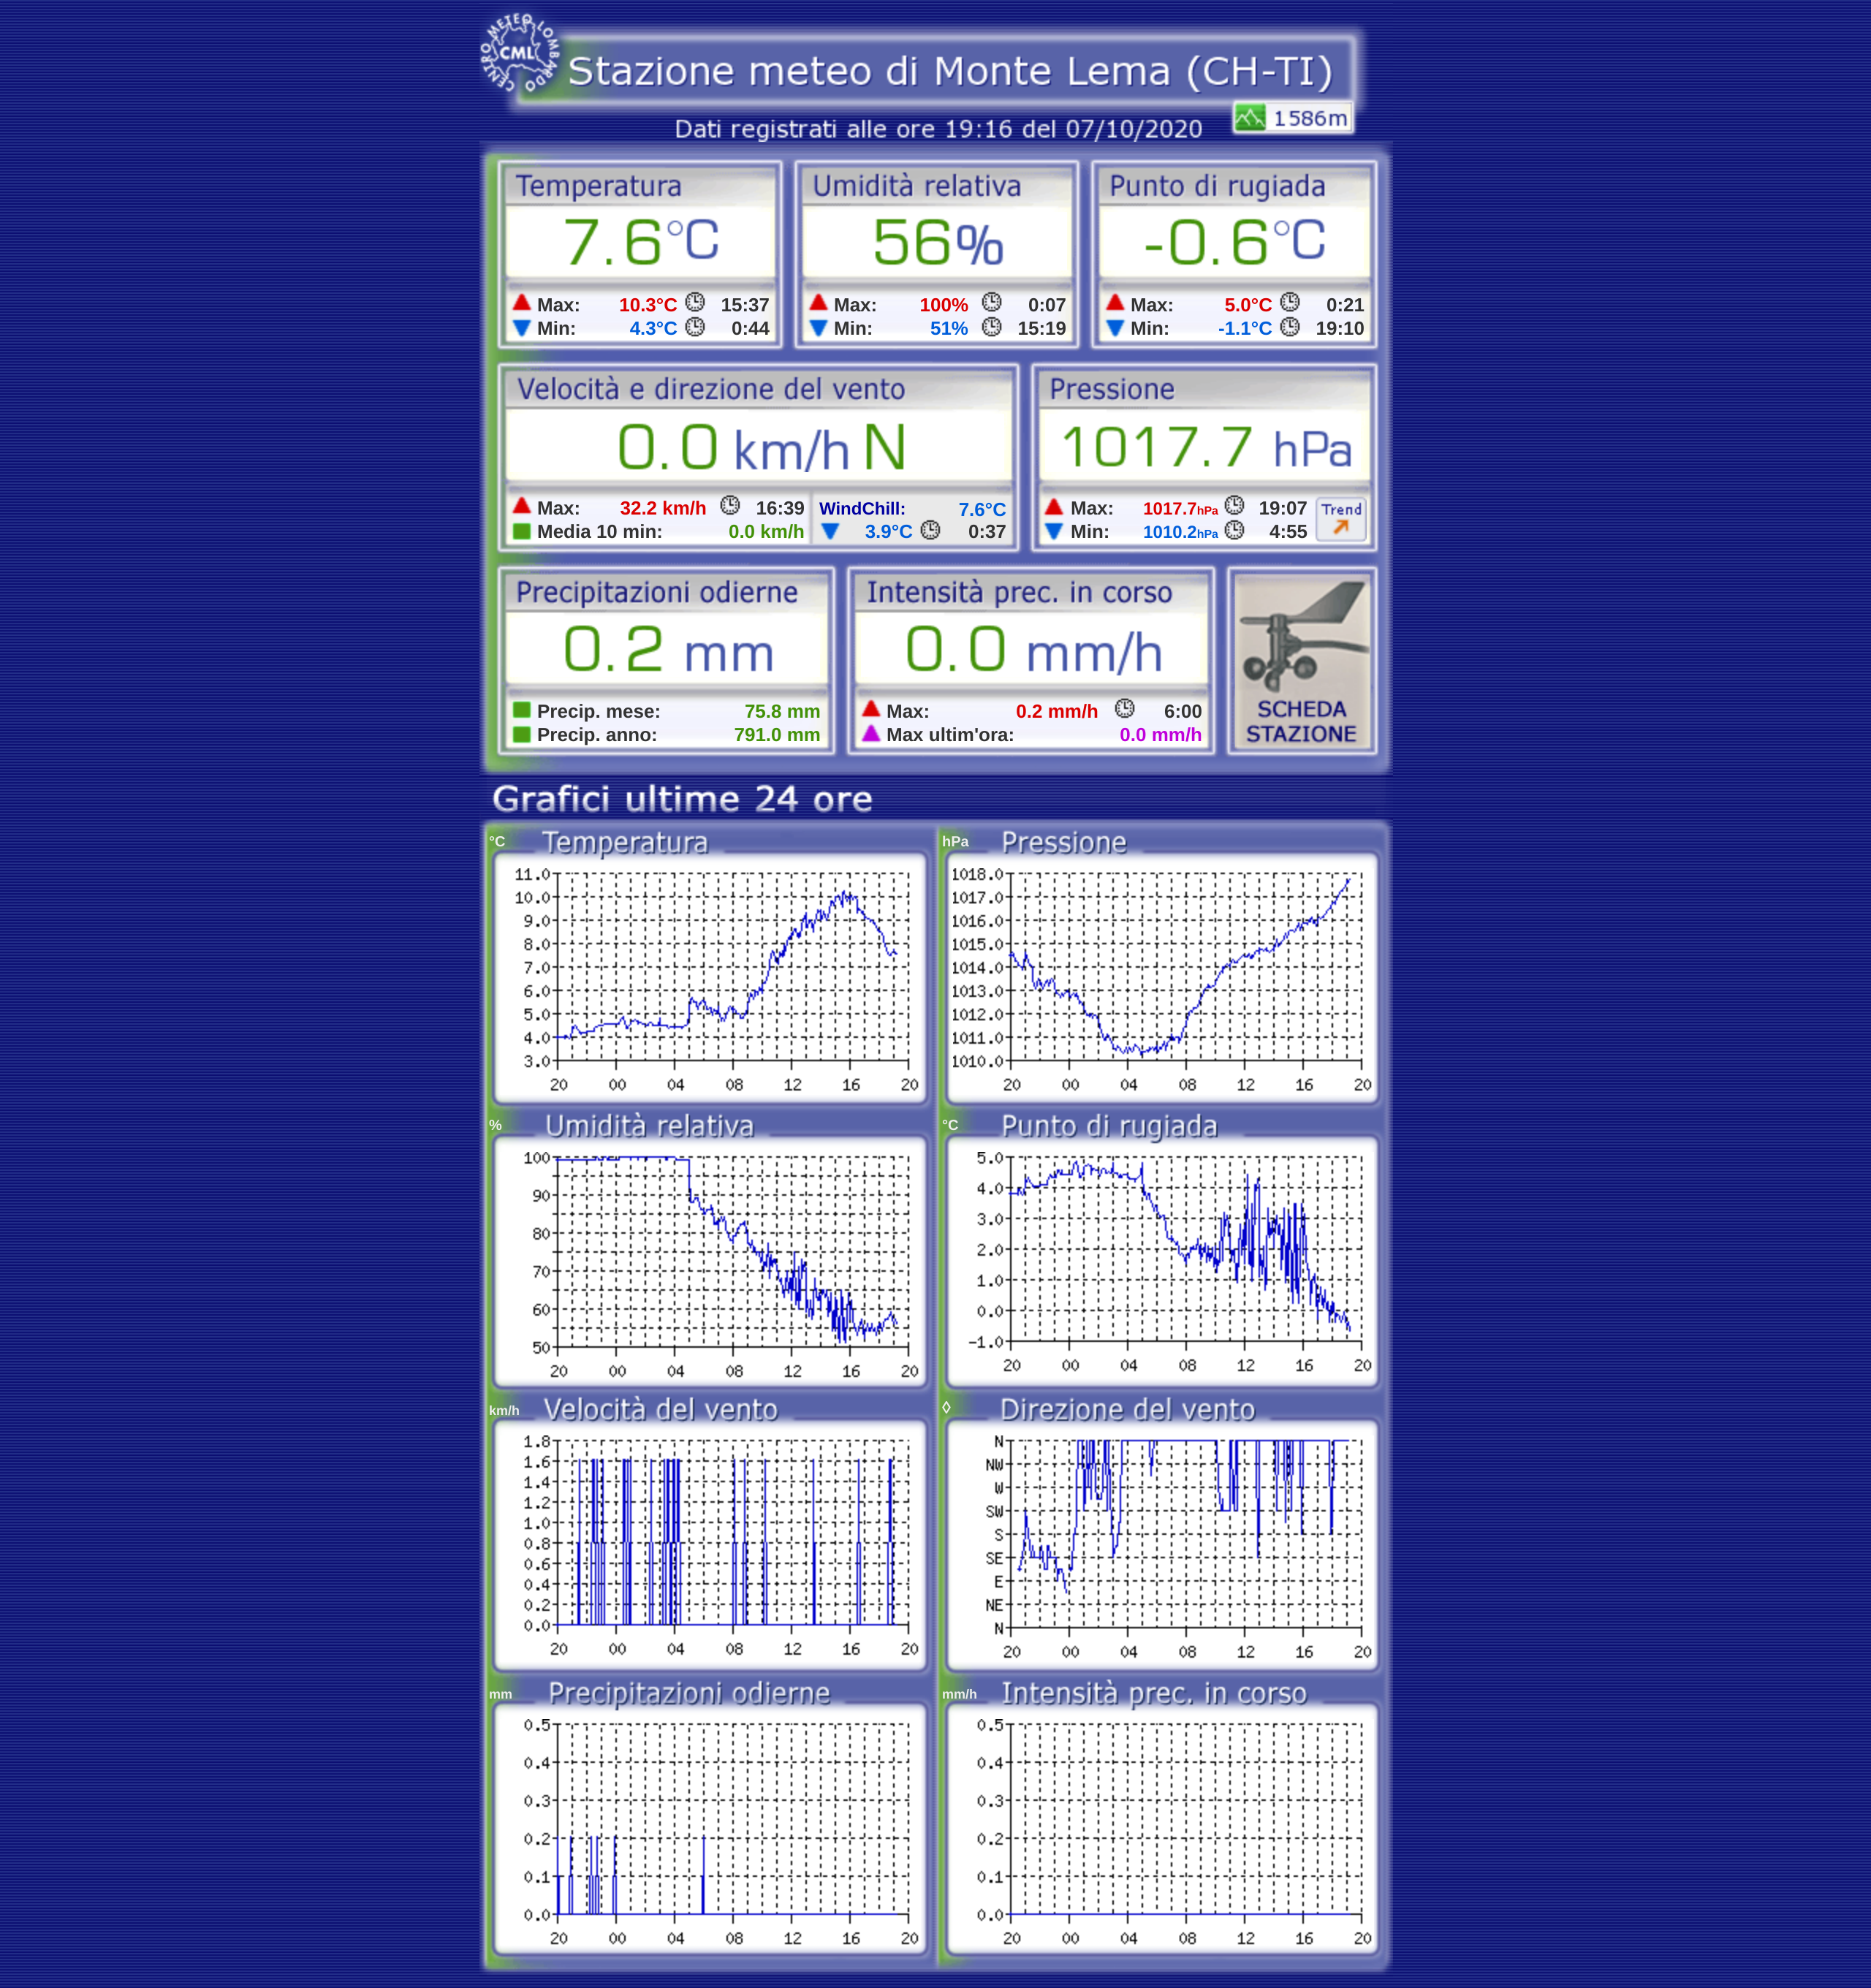 CENTRO METEO LOMBARDO
CML
Stazione meteo di Monte Lema (CH-TI)
1586m
Dati registrati alle ore 19:16 del 07/10/2020
Temperatura Umidità relativa Punto di rugiada
7.6°C 56% -0.6°C
Max: 10.3°C 15:37 Max: 100% 0:07 Max: 5.0°C 0:21
Min: 4.3°C 0:44 Min: 51% 15:19 Min: -1.1°C 19:10
Velocità e direzione del vento Pressione
0.0 km/h N 1017.7 hPa
Max: 32.2 km/h 16:39 WindChill: 7.6°C Max: 1017.7hPa 19:07 Trend
Media 10 min: 0.0 km/h 3.9°C 0:37 Min: 1010.2hPa 4:55
Precipitazioni odierne Intensità prec. in corso
0.2 mm 0.0 mm/h
Precip. mese: 75.8 mm Max: 0.2 mm/h 6:00 SCHEDA
Precip. anno: 791.0 mm Max ultim'ora: 0.0 mm/h STAZIONE
Grafici ultime 24 ore
°C Temperatura
11.0
10.0
9.0
8.0
7.0
6.0
5.0
4.0
3.0
20 00 04 08 12 16 20
hPa Pressione
1018.0
1017.0
1016.0
1015.0
1014.0
1013.0
1012.0
1011.0
1010.0
20 00 04 08 12 16 20
% Umidità relativa
100
90
80
70
60
50
20 00 04 08 12 16 20
°C Punto di rugiada
5.0
4.0
3.0
2.0
1.0
0.0
-1.0
20 00 04 08 12 16 20
km/h Velocità del vento
1.8
1.6
1.4
1.2
1.0
0.8
0.6
0.4
0.2
0.0
20 00 04 08 12 16 20
◊ Direzione del vento
N
NW
W
SW
S
SE
E
NE
N
20 00 04 08 12 16 20
mm Precipitazioni odierne
0.5
0.4
0.3
0.2
0.1
0.0
20 00 04 08 12 16 20
mm/h Intensità prec. in corso
0.5
0.4
0.3
0.2
0.1
0.0
20 00 04 08 12 16 20